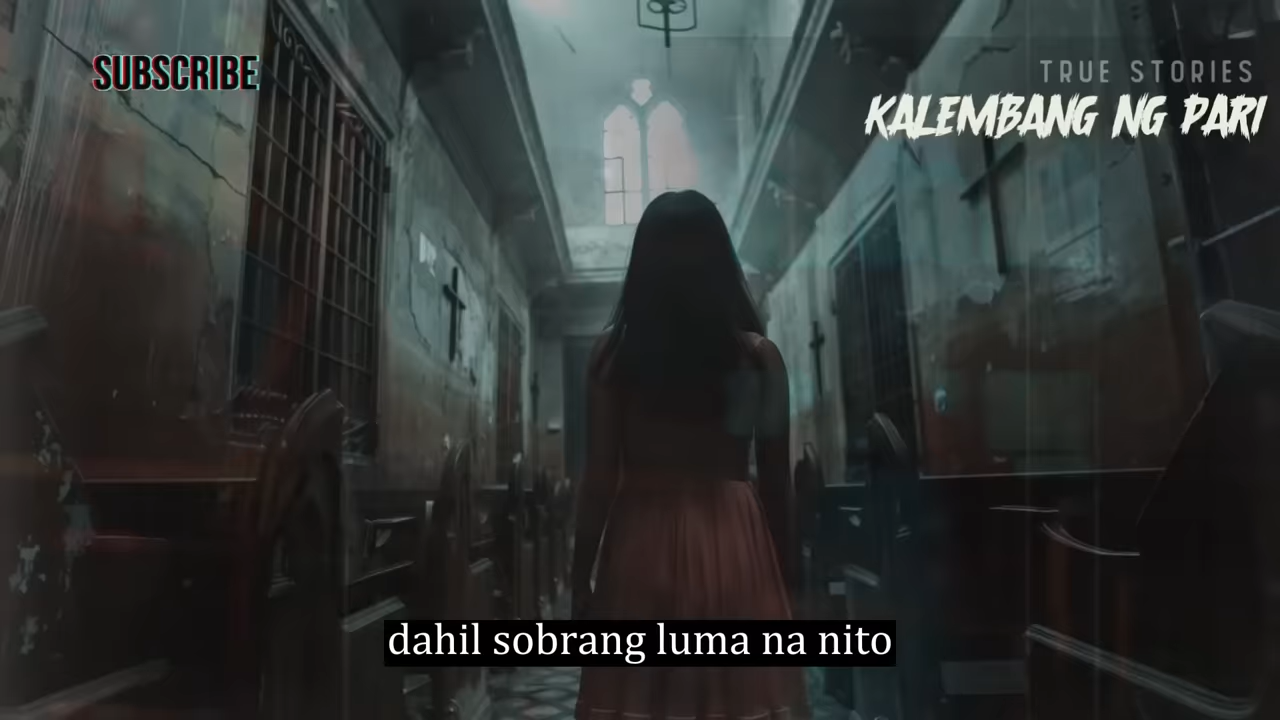 SUBSCRIBE
TRUE STORIES
KALEMBANG NG PARI
dahil sobrang luma na nito